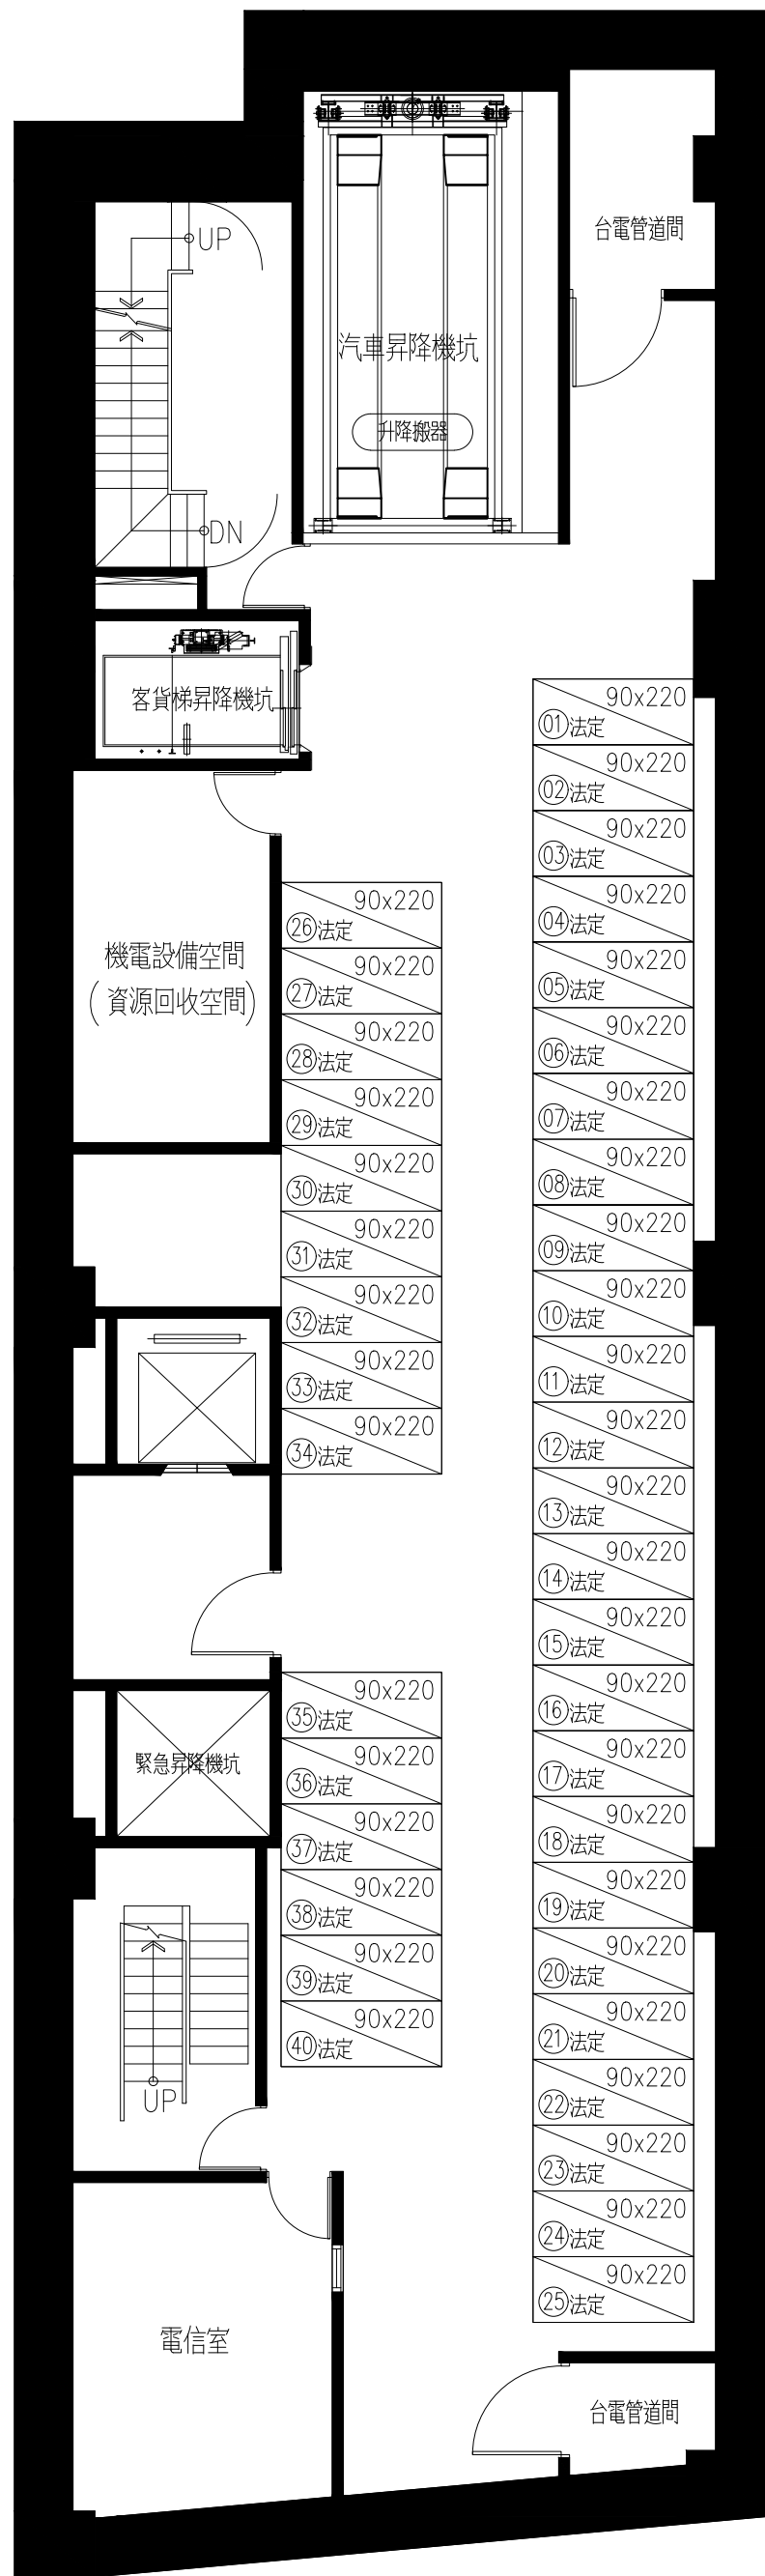 台電管道間
UP
汽車昇降機坑
升降搬器
DN
客貨梯昇降機坑
90x220
01法定
90x220
02法定
90x220
03法定
90x220
04法定
90x220
05法定
90x220
06法定
90x220
07法定
90x220
08法定
90x220
09法定
90x220
10法定
90x220
11法定
90x220
12法定
90x220
13法定
90x220
14法定
90x220
15法定
90x220
16法定
90x220
17法定
90x220
18法定
90x220
19法定
90x220
20法定
90x220
21法定
90x220
22法定
90x220
23法定
90x220
24法定
90x220
25法定
機電設備空間
(資源回收空間)
90x220
26法定
90x220
27法定
90x220
28法定
90x220
29法定
90x220
30法定
90x220
31法定
90x220
32法定
90x220
33法定
90x220
34法定
90x220
35法定
90x220
36法定
90x220
37法定
90x220
38法定
90x220
39法定
90x220
40法定
緊急昇降機坑
UP
電信室
台電管道間